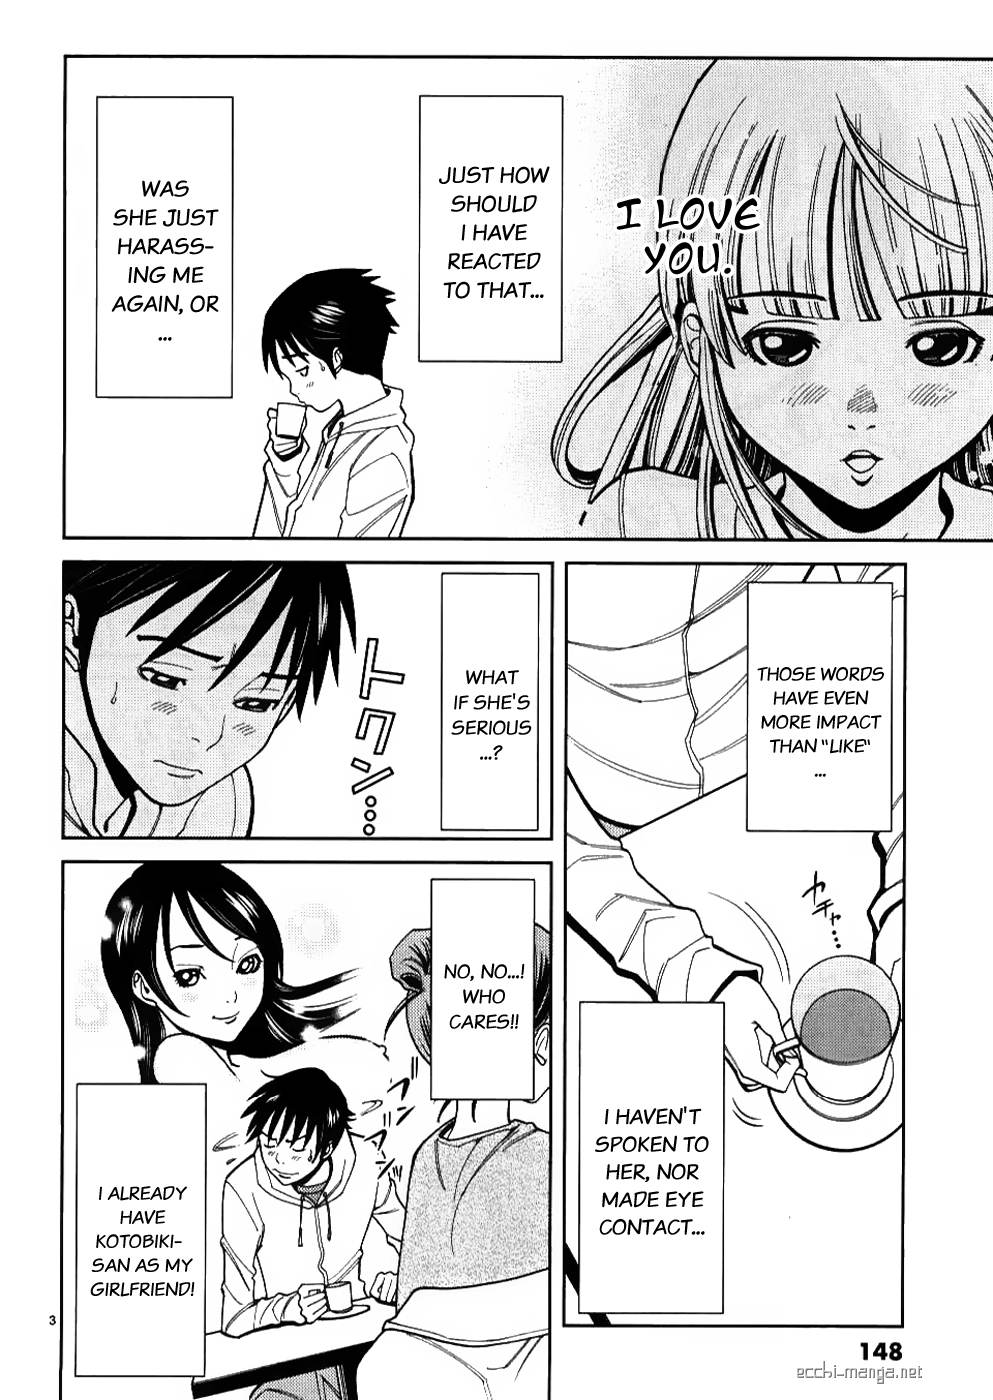 I LOVE
YOU.
JUST HOW
SHOULD
I HAVE
REACTED
TO THAT...
WAS
SHE JUST
HARASS-
ING ME
AGAIN, OR
...
THOSE WORDS
HAVE EVEN
MORE IMPACT
THAN "LIKE"
...
カチャ…
I HAVEN'T
SPOKEN TO
HER, NOR
MADE EYE
CONTACT...
WHAT
IF SHE'S
SERIOUS
...?
トクン…
NO, NO...!
WHO
CARES!!
I ALREADY
HAVE
KOTOBIKI-
SAN AS MY
GIRLFRIEND!
3
148
ecchi-manga.net